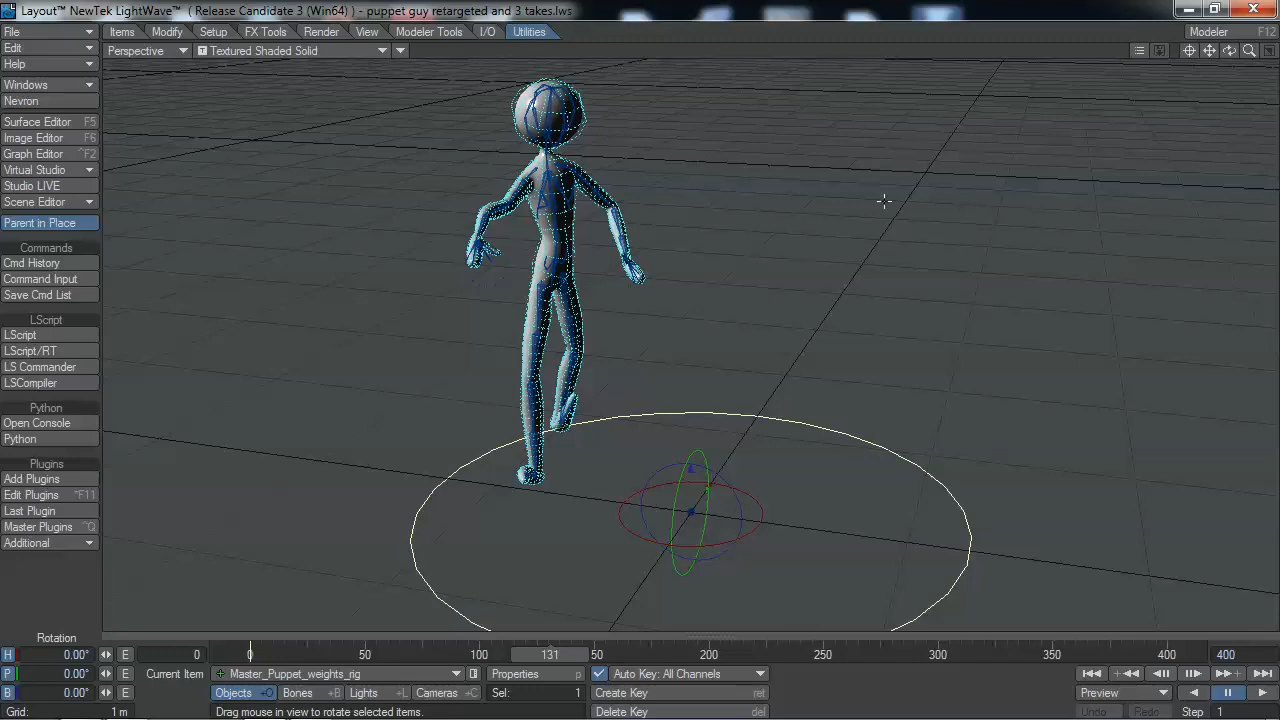 Layout™ NewTek LightWave™ ( Release Candidate 3 (Win64) ) - puppet guy retargeted and 3 takes.lws
File Items Modify Setup FX Tools Render View Modeler Tools I/O Utilities Modeler F12
Edit Perspective T Textured Shaded Solid
Help
Windows
Nevron
Surface Editor F5
Image Editor F6
Graph Editor ^F2
Virtual Studio
Studio LIVE
Scene Editor
Parent in Place
Commands
Cmd History
Command Input
Save Cmd List
LScript
LScript
LScript/RT
LS Commander
LSCompiler
Python
Open Console
Python
Plugins
Add Plugins
Edit Plugins ^F11
Last Plugin
Master Plugins ^Q
Additional
Rotation
H 0.00° E 0 0 50 100 131 50 200 250 300 350 400 400
P 0.00° E Current Item Master_Puppet_weights_rig Properties p Auto Key: All Channels
B 0.00° E Objects +O Bones +B Lights +L Cameras +C Sel: 1 Create Key ret Preview
Grid: 1 m Drag mouse in view to rotate selected items. Delete Key del Undo Redo Step 1